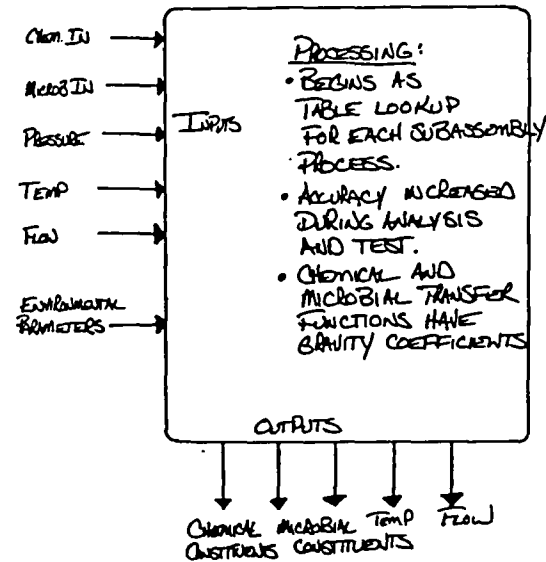 CHEM. IN
MICROB IN
PRESSURE
TEMP
FLOW
ENVIRONMENTAL
PARAMETERS
INPUTS
PROCESSING:
• BEGINS AS
TABLE LOOKUP
FOR EACH SUBASSOMBLY
PROCESS.
• ACCURACY INCREASED
DURING ANALYSIS
AND TEST.
• CHEMICAL AND
MICROBIAL TRANSFER
FUNCTIONS HAVE
GRAVITY COEFFICIENTS
OUTPUTS
CHEMICAL MICROBIAL TEMP FLOW
CONSTITUENS CONSTITUENTS